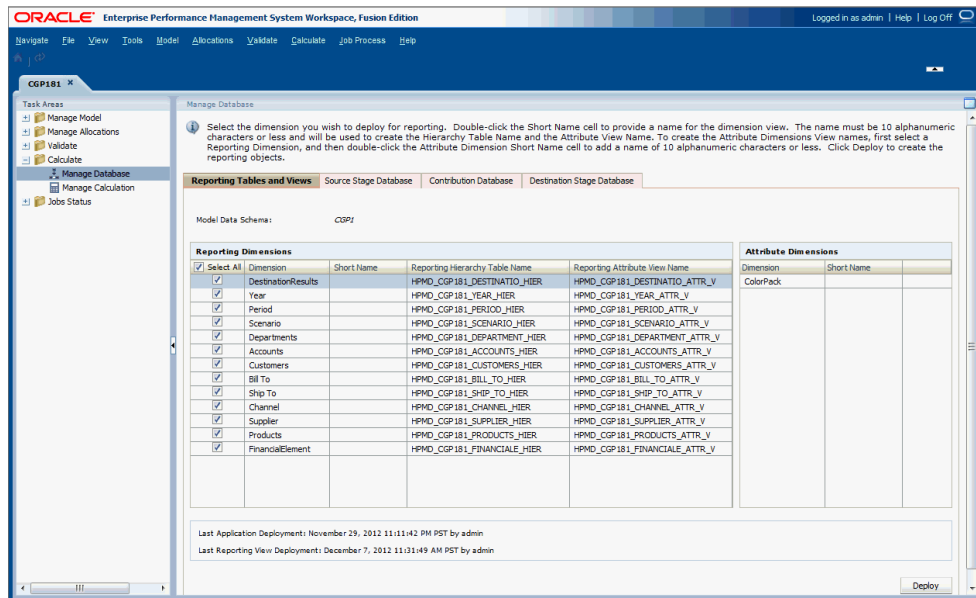 ORACLE Enterprise Performance Management System Workspace, Fusion Edition
Logged in as admin | Help | Log Off
Navigate File View Tools Model Allocations Validate Calculate Job Process Help
CGP181 ×
Task Areas
Manage Model
Manage Allocations
Validate
Calculate
Manage Database
Manage Calculation
Jobs Status
Manage Database
Select the dimension you wish to deploy for reporting. Double-click the Short Name cell to provide a name for the dimension view. The name must be 10 alphanumeric
characters or less and will be used to create the Hierarchy Table Name and the Attribute View Name. To create the Attribute Dimensions View names, first select a
Reporting Dimension, and then double-click the Attribute Dimension Short Name cell to add a name of 10 alphanumeric characters or less. Click Deploy to create the
reporting objects.
Reporting Tables and Views Source Stage Database Contribution Database Destination Stage Database
Model Data Schema: CGP1
Reporting Dimensions
Select All Dimension Short Name Reporting Hierarchy Table Name Reporting Attribute View Name
DestinationResults HPMD_CGP181_DESTINATIO_HIER HPMD_CGP181_DESTINATIO_ATTR_V
Year HPMD_CGP181_YEAR_HIER HPMD_CGP181_YEAR_ATTR_V
Period HPMD_CGP181_PERIOD_HIER HPMD_CGP181_PERIOD_ATTR_V
Scenario HPMD_CGP181_SCENARIO_HIER HPMD_CGP181_SCENARIO_ATTR_V
Departments HPMD_CGP181_DEPARTMENT_HIER HPMD_CGP181_DEPARTMENT_ATTR_V
Accounts HPMD_CGP181_ACCOUNTS_HIER HPMD_CGP181_ACCOUNTS_ATTR_V
Customers HPMD_CGP181_CUSTOMERS_HIER HPMD_CGP181_CUSTOMERS_ATTR_V
Bill To HPMD_CGP181_BILL_TO_HIER HPMD_CGP181_BILL_TO_ATTR_V
Ship To HPMD_CGP181_SHIP_TO_HIER HPMD_CGP181_SHIP_TO_ATTR_V
Channel HPMD_CGP181_CHANNEL_HIER HPMD_CGP181_CHANNEL_ATTR_V
Supplier HPMD_CGP181_SUPPLIER_HIER HPMD_CGP181_SUPPLIER_ATTR_V
Products HPMD_CGP181_PRODUCTS_HIER HPMD_CGP181_PRODUCTS_ATTR_V
FinancialElement HPMD_CGP181_FINANCIALE_HIER HPMD_CGP181_FINANCIALE_ATTR_V
Attribute Dimensions
Dimension Short Name
ColorPack
Last Application Deployment: November 29, 2012 11:11:42 PM PST by admin
Last Reporting View Deployment: December 7, 2012 11:31:49 AM PST by admin
Deploy